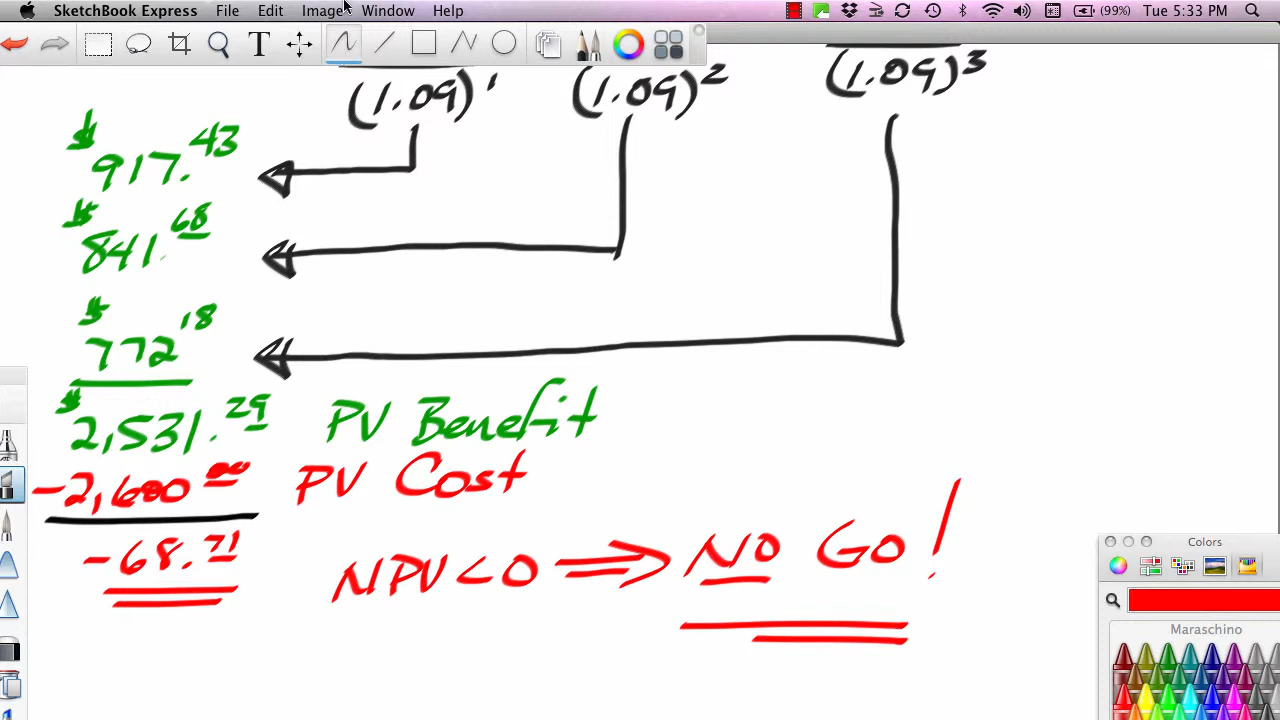 SketchBook Express File Edit Image Window Help (99%) Tue 5:33 PM
T
(1.09)¹ (1.09)² (1.09)³
$917.43
$841.68
$772.18
$2,531.29 PV Benefit
-2,600.00 PV Cost
-68.71 NPV<0 ⇒ NO GO!
Colors
Maraschino